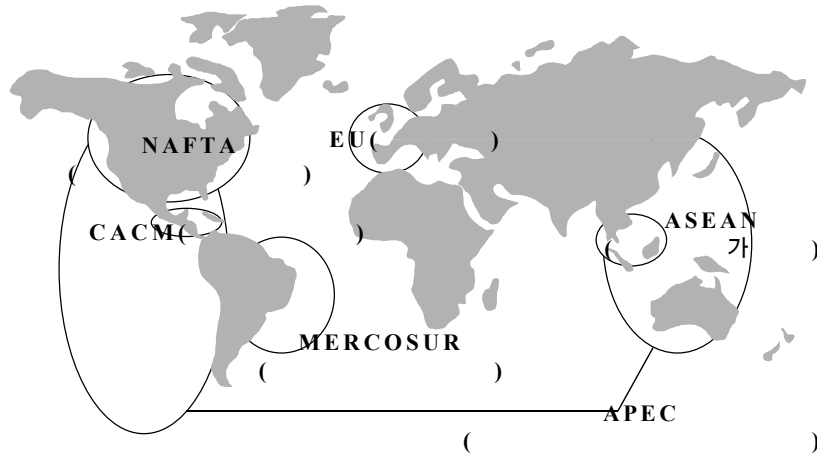 NAFTA
( )
EU( )
CACM( )
ASEAN
( 가 )
MERCOSUR
( )
APEC
( )